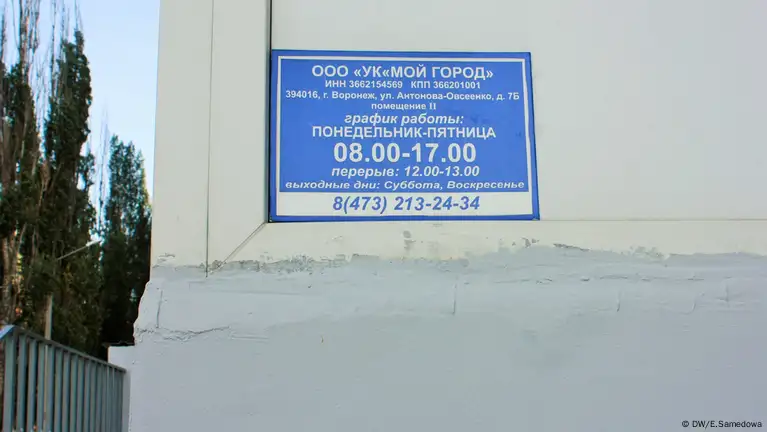 ООО «УК«МОЙ ГОРОД»
ИНН 3662154569 КПП 366201001
394016, г. Воронеж, ул. Антонова-Овсеенко, д. 7Б
помещение II
график работы:
ПОНЕДЕЛЬНИК-ПЯТНИЦА
08.00-17.00
перерыв: 12.00-13.00
выходные дни: Суббота, Воскресенье
8(473) 213-24-34
© DW/E.Samedowa